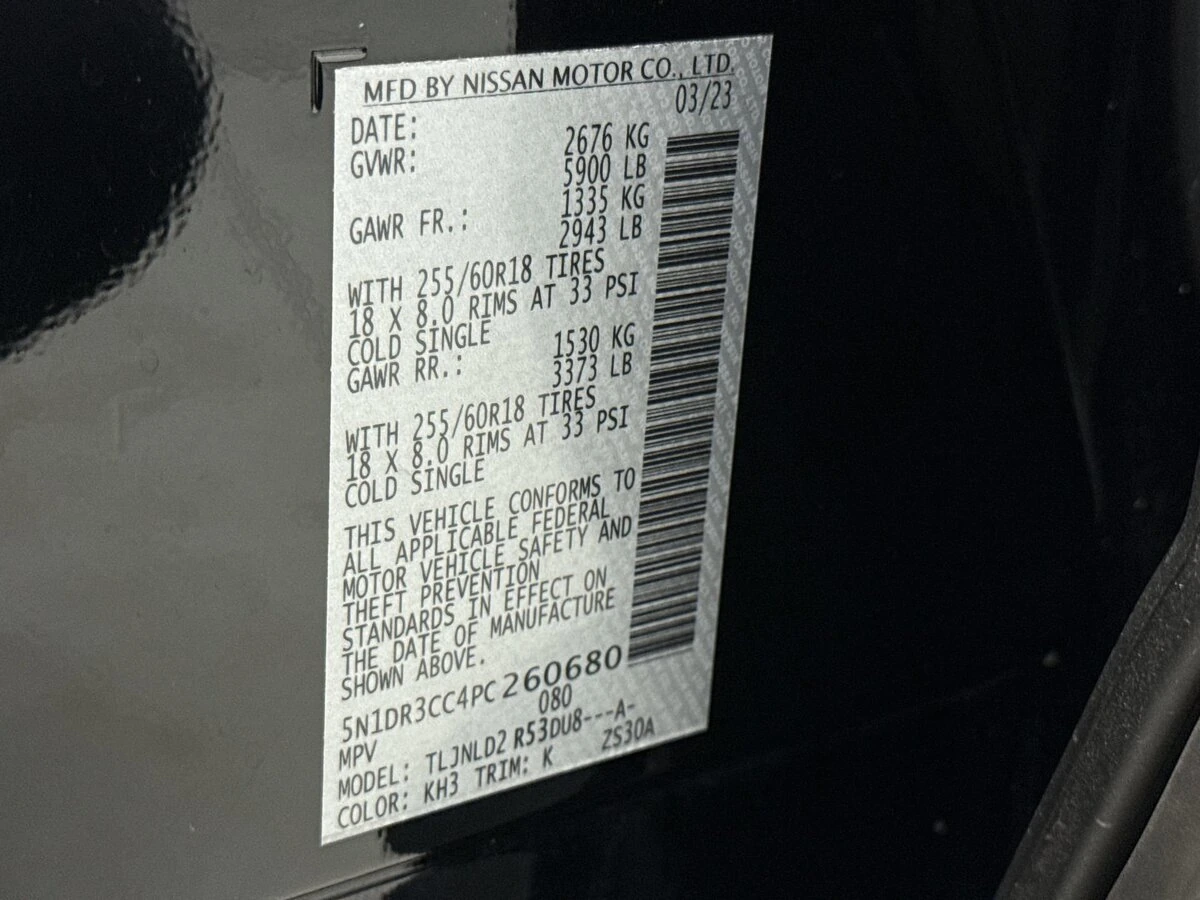 MFD BY NISSAN MOTOR CO., LTD.
DATE: 03/23
GVWR: 2676 KG
5900 LB
GAWR FR.: 1335 KG
2943 LB
WITH 255/60R18 TIRES
18 X 8.0 RIMS AT 33 PSI
COLD SINGLE
GAWR RR.: 1530 KG
3373 LB
WITH 255/60R18 TIRES
18 X 8.0 RIMS AT 33 PSI
COLD SINGLE
THIS VEHICLE CONFORMS TO
ALL APPLICABLE FEDERAL
MOTOR VEHICLE SAFETY AND
THEFT PREVENTION
STANDARDS IN EFFECT ON
THE DATE OF MANUFACTURE
SHOWN ABOVE.
5N1DR3CC4PC260680
MPV 080
MODEL: TLJNLD2 R53DU8---A-
COLOR: KH3 TRIM: K ZS30A